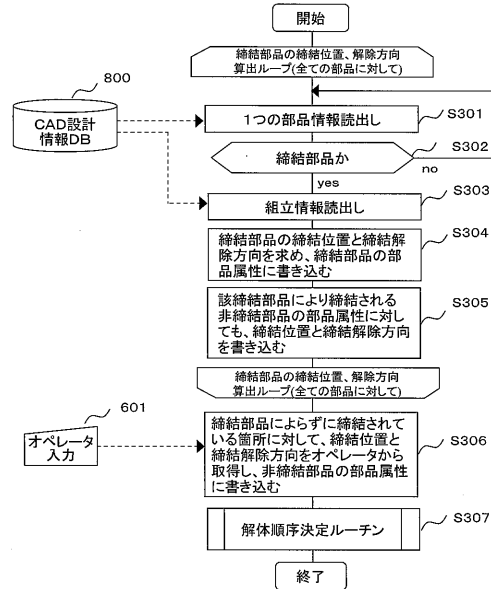 開始
締結部品の締結位置、解除方向
算出ループ(全ての部品に対して)
800
CAD設計
情報DB
1つの部品情報読出し
S301
締結部品か
S302
no
yes
組立情報読出し
S303
締結部品の締結位置と締結解
除方向を求め、締結部品の部
品属性に書き込む
S304
該締結部品により締結される
非締結部品の部品属性に対し
ても、締結位置と締結解除方向
を書き込む
S305
締結部品の締結位置、解除方向
算出ループ(全ての部品に対して)
601
オペレータ
入力
締結部品によらずに締結されて
いる箇所に対して、締結位置と
締結解除方向をオペレータから
取得し、非締結部品の部品属性
に書き込む
S306
解体順序決定ルーチン
S307
終了